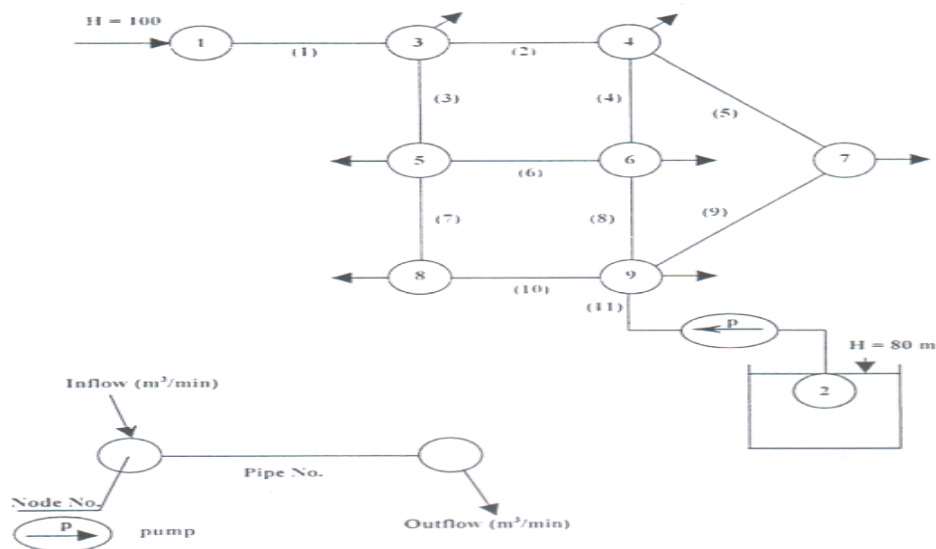 H = 100
1
(1)
3
(2)
4
(3)
(4)
(5)
5
(6)
6
7
(7)
(8)
(9)
8
(10)
9
(11)
P
H = 80 m
2
Inflow (m³/min)
Pipe No.
Node No.
P
pump
Outflow (m³/min)